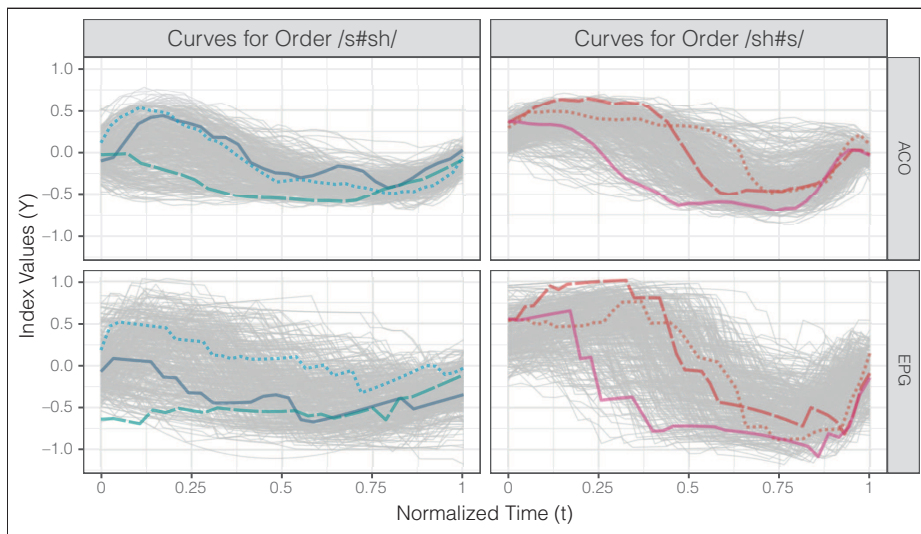 Curves for Order /s#sh/
Curves for Order /sh#s/
1.0
0.5
0.0
−0.5
−1.0
ACO
1.0
0.5
0.0
−0.5
−1.0
EPG
Index Values (Y)
0 0.25 0.5 0.75 1
0 0.25 0.5 0.75 1
Normalized Time (t)